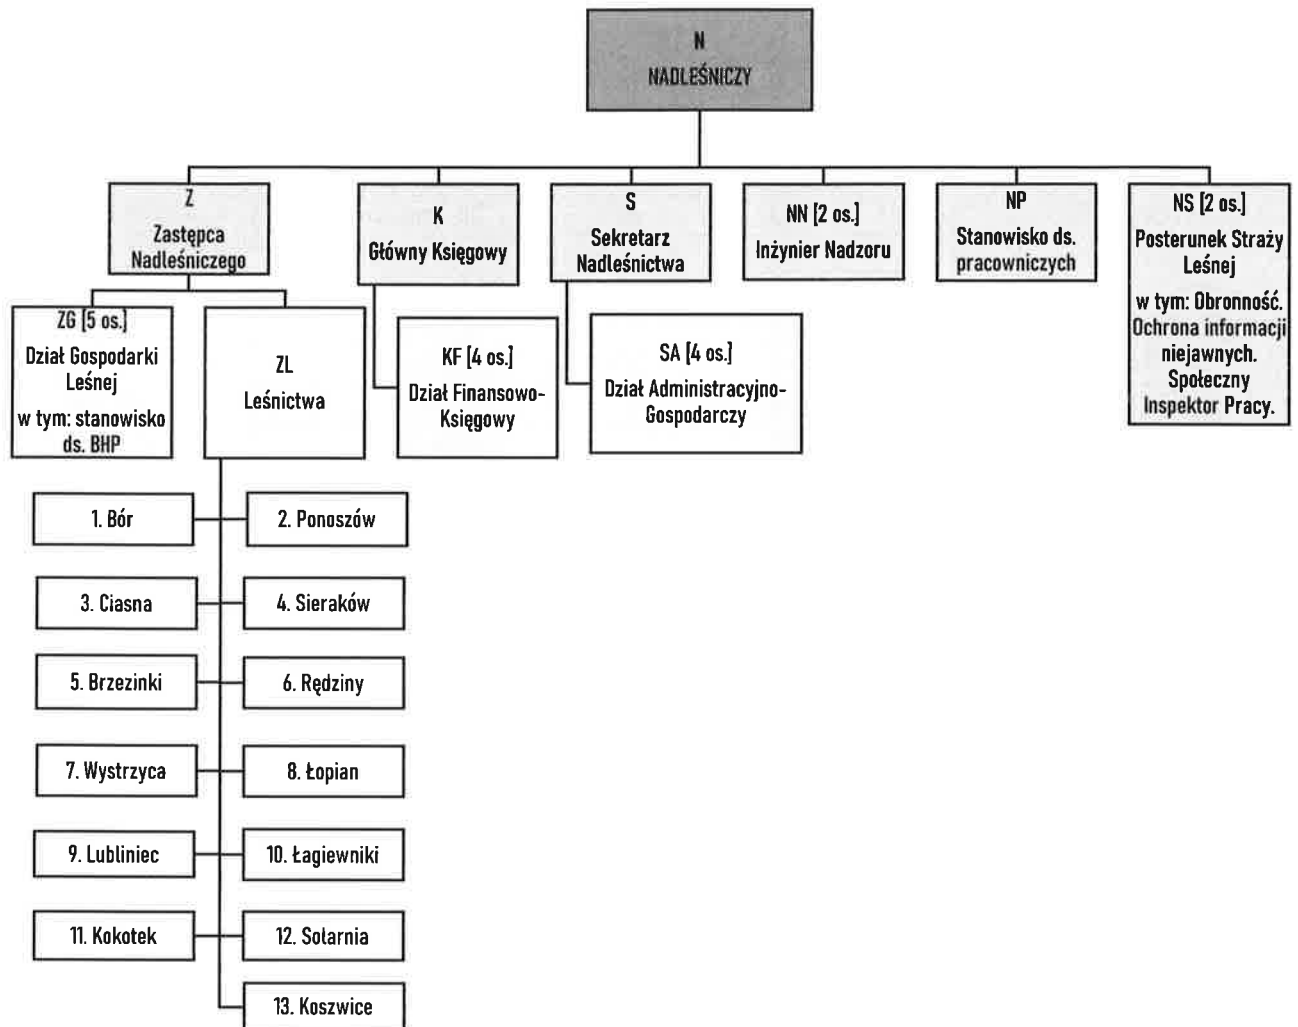 N
NADLEŚNICZY
Z
Zastępca
Nadleśniczego
K
Główny Księgowy
S
Sekretarz
Nadleśnictwa
NN [2 os.]
Inżynier Nadzoru
NP
Stanowisko ds.
pracowniczych
NS [2 os.]
Posterunek Straży
Leśnej
w tym: Obronność.
Ochrona informacji
niejawnych.
Społeczny
Inspektor Pracy.
ZG [5 os.]
Dział Gospodarki
Leśnej
w tym: stanowisko
ds. BHP
ZL
Leśnictwa
KF [4 os.]
Dział Finansowo-
Księgowy
SA [4 os.]
Dział Administracyjno-
Gospodarczy
1. Bór
2. Ponoszów
3. Ciasna
4. Sieraków
5. Brzezinki
6. Rędziny
7. Wystrzyca
8. Łopian
9. Lubliniec
10. Łagiewniki
11. Kokotek
12. Solarnia
13. Koszwice